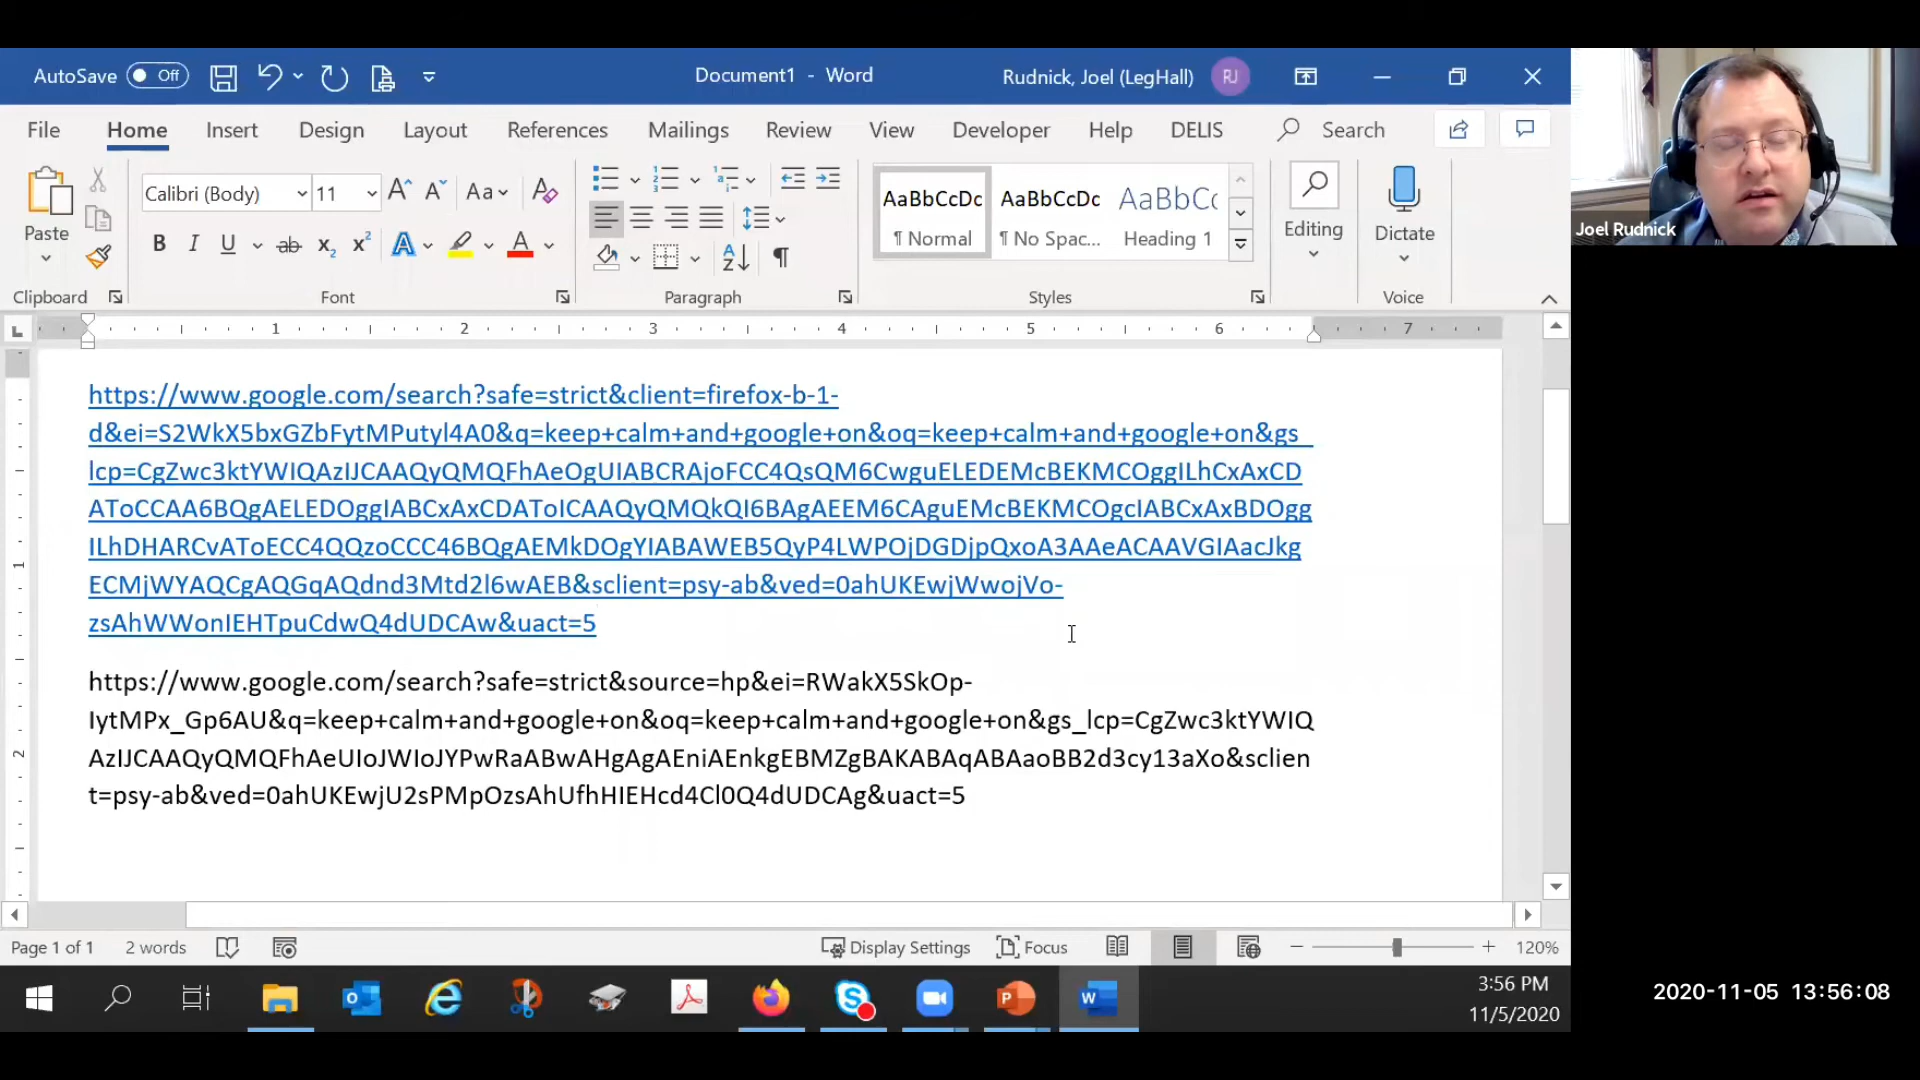 AutoSave Off Document1 - Word Rudnick, Joel (LegHall) RJ
File Home Insert Design Layout References Mailings Review View Developer Help DELIS Search
Paste Calibri (Body) 11 Aa AaBbCcDc AaBbCcDc AaBbCc Editing Dictate
¶ Normal ¶ No Spac... Heading 1
Clipboard Font Paragraph Styles Voice
1 2 3 4 5 6 7
https://www.google.com/search?safe=strict&client=firefox-b-1-
d&ei=S2WkX5bxGZbFytMPutyl4A0&q=keep+calm+and+google+on&oq=keep+calm+and+google+on&gs_
lcp=CgZwc3ktYWIQAzIJCAAQyQMQFhAeOgUIABCRAjoFCC4QsQM6CwguELEDEMcBEKMCOggILhCxAxCD
AToCCAA6BQgAELEDOggIABCxAxCDAToICAAQyQMQkQI6BAgAEEM6CAguEMcBEKMCOgcIABCxAxBDOgg
ILhDHARCvAToECC4QQzoCCC46BQgAEMkDOgYIABAWEB5QyP4LWPOjDGDjpQxoA3AAeACAAVGIAacJkg
ECMjWYAQCgAQGqAQdnd3Mtd2l6wAEB&sclient=psy-ab&ved=0ahUKEwjWwojVo-
zsAhWWonIEHTpuCdwQ4dUDCAw&uact=5
https://www.google.com/search?safe=strict&source=hp&ei=RWakX5SkOp-
IytMPx_Gp6AU&q=keep+calm+and+google+on&oq=keep+calm+and+google+on&gs_lcp=CgZwc3ktYWIQ
AzIJCAAQyQMQFhAeUIoJWIoJYPwRaABwAHgAgAEniAEnkgEBMZgBAKABAqABAaoBB2d3cy13aXo&sclien
t=psy-ab&ved=0ahUKEwjU2sPMpOzsAhUfhHIEHcd4Cl0Q4dUDCAg&uact=5
Page 1 of 1 2 words Display Settings Focus 120%
3:56 PM
11/5/2020
Joel Rudnick
2020-11-05 13:56:08